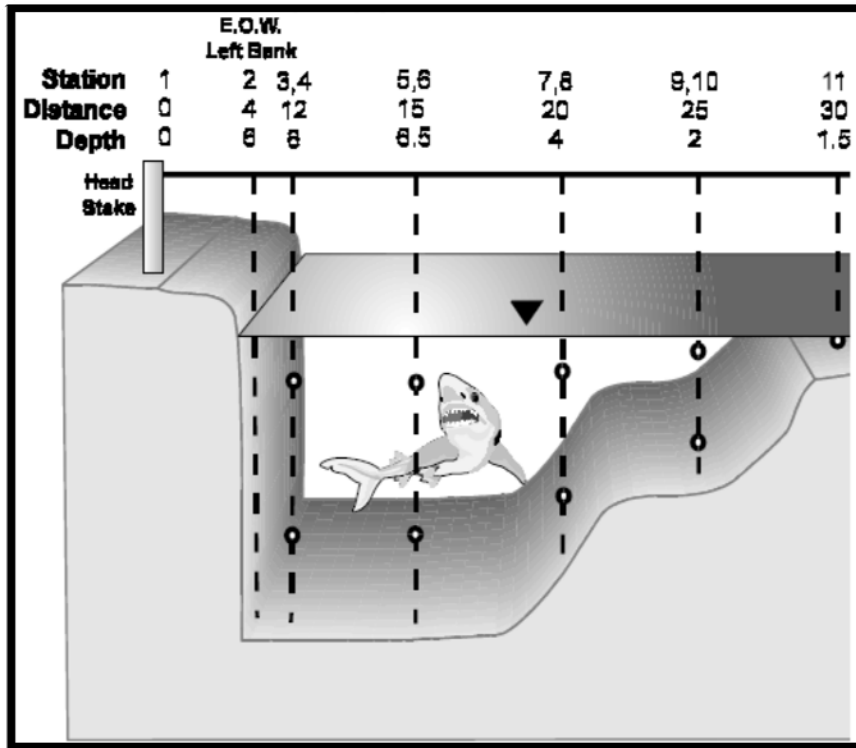 E.O.W.
Left Bank
Station 1 2 3,4 5,6 7,8 9,10 11
Distance 0 4 12 15 20 25 30
Depth 0 6 6 6.5 4 2 1.5
Head
Stake